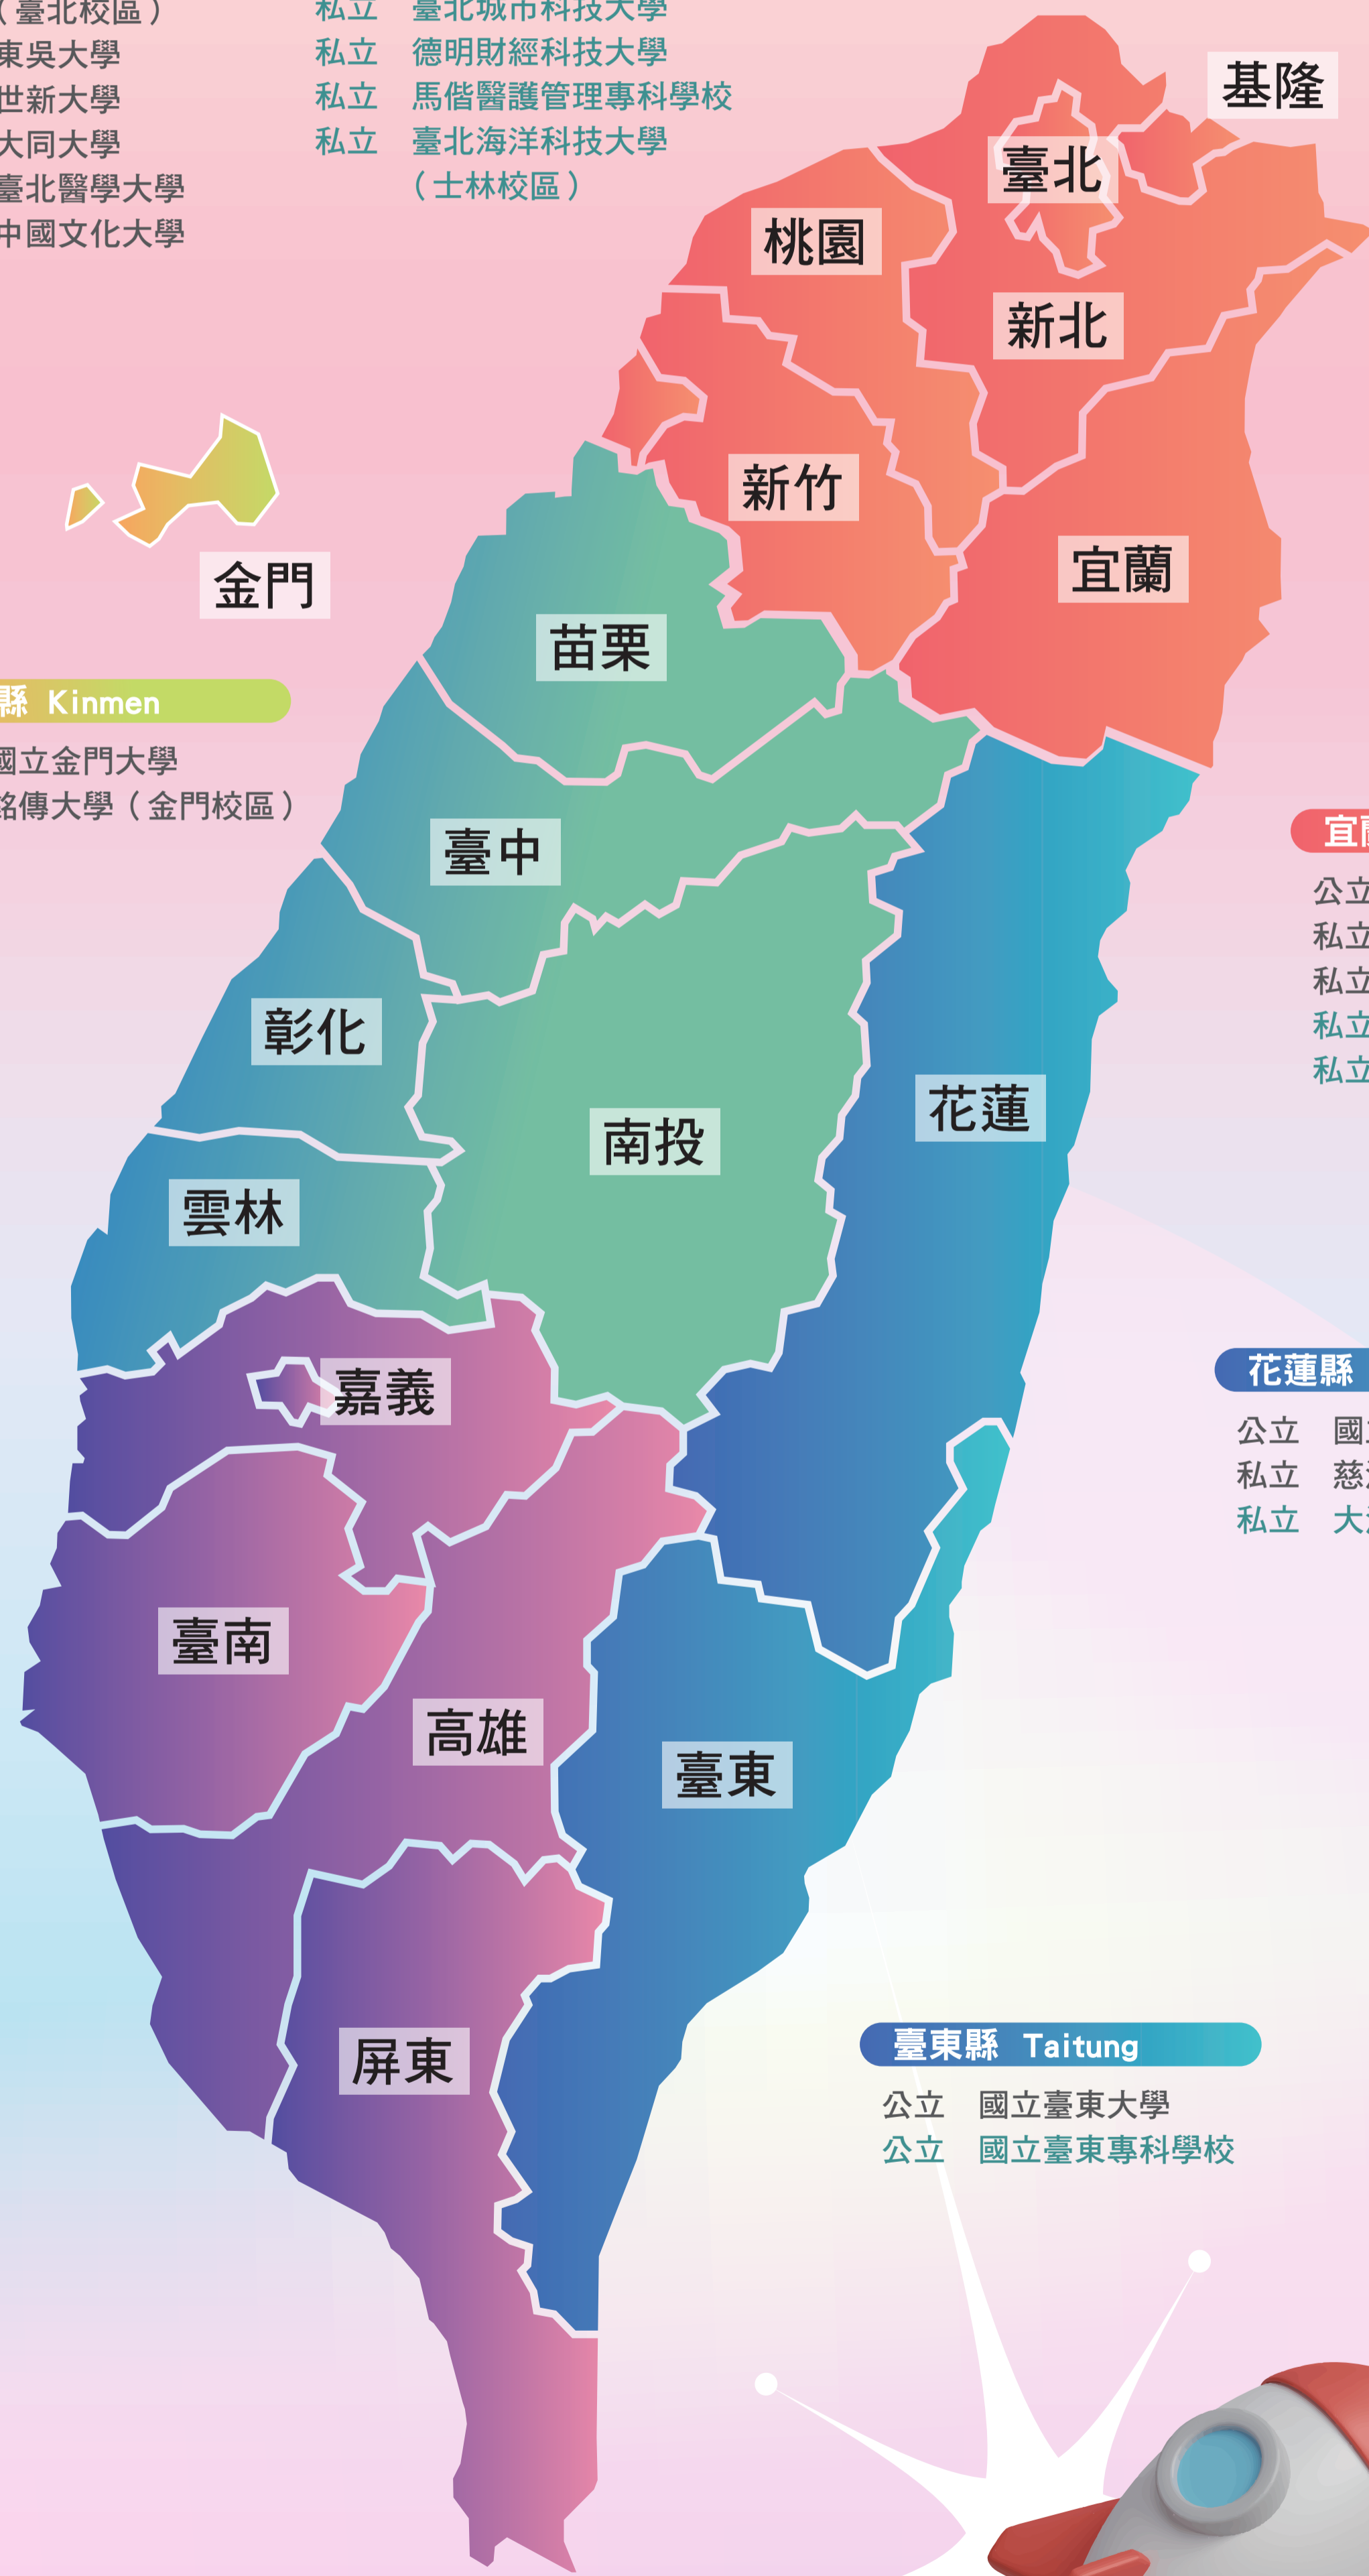 （臺北校區）
東吳大學
世新大學
大同大學
臺北醫學大學
中國文化大學
私立 臺北城市科技大學
私立 德明財經科技大學
私立 馬偕醫護管理專科學校
私立 臺北海洋科技大學
（士林校區）
基隆
臺北
桃園
新北
新竹
宜蘭
金門
苗栗
縣 Kinmen
國立金門大學
銘傳大學（金門校區）
臺中
宜蘭
公立
私立
私立
私立
私立
彰化
花蓮
南投
雲林
嘉義
花蓮縣
公立 國
私立 慈
私立 大
臺南
高雄
臺東
屏東
臺東縣 Taitung
公立 國立臺東大學
公立 國立臺東專科學校